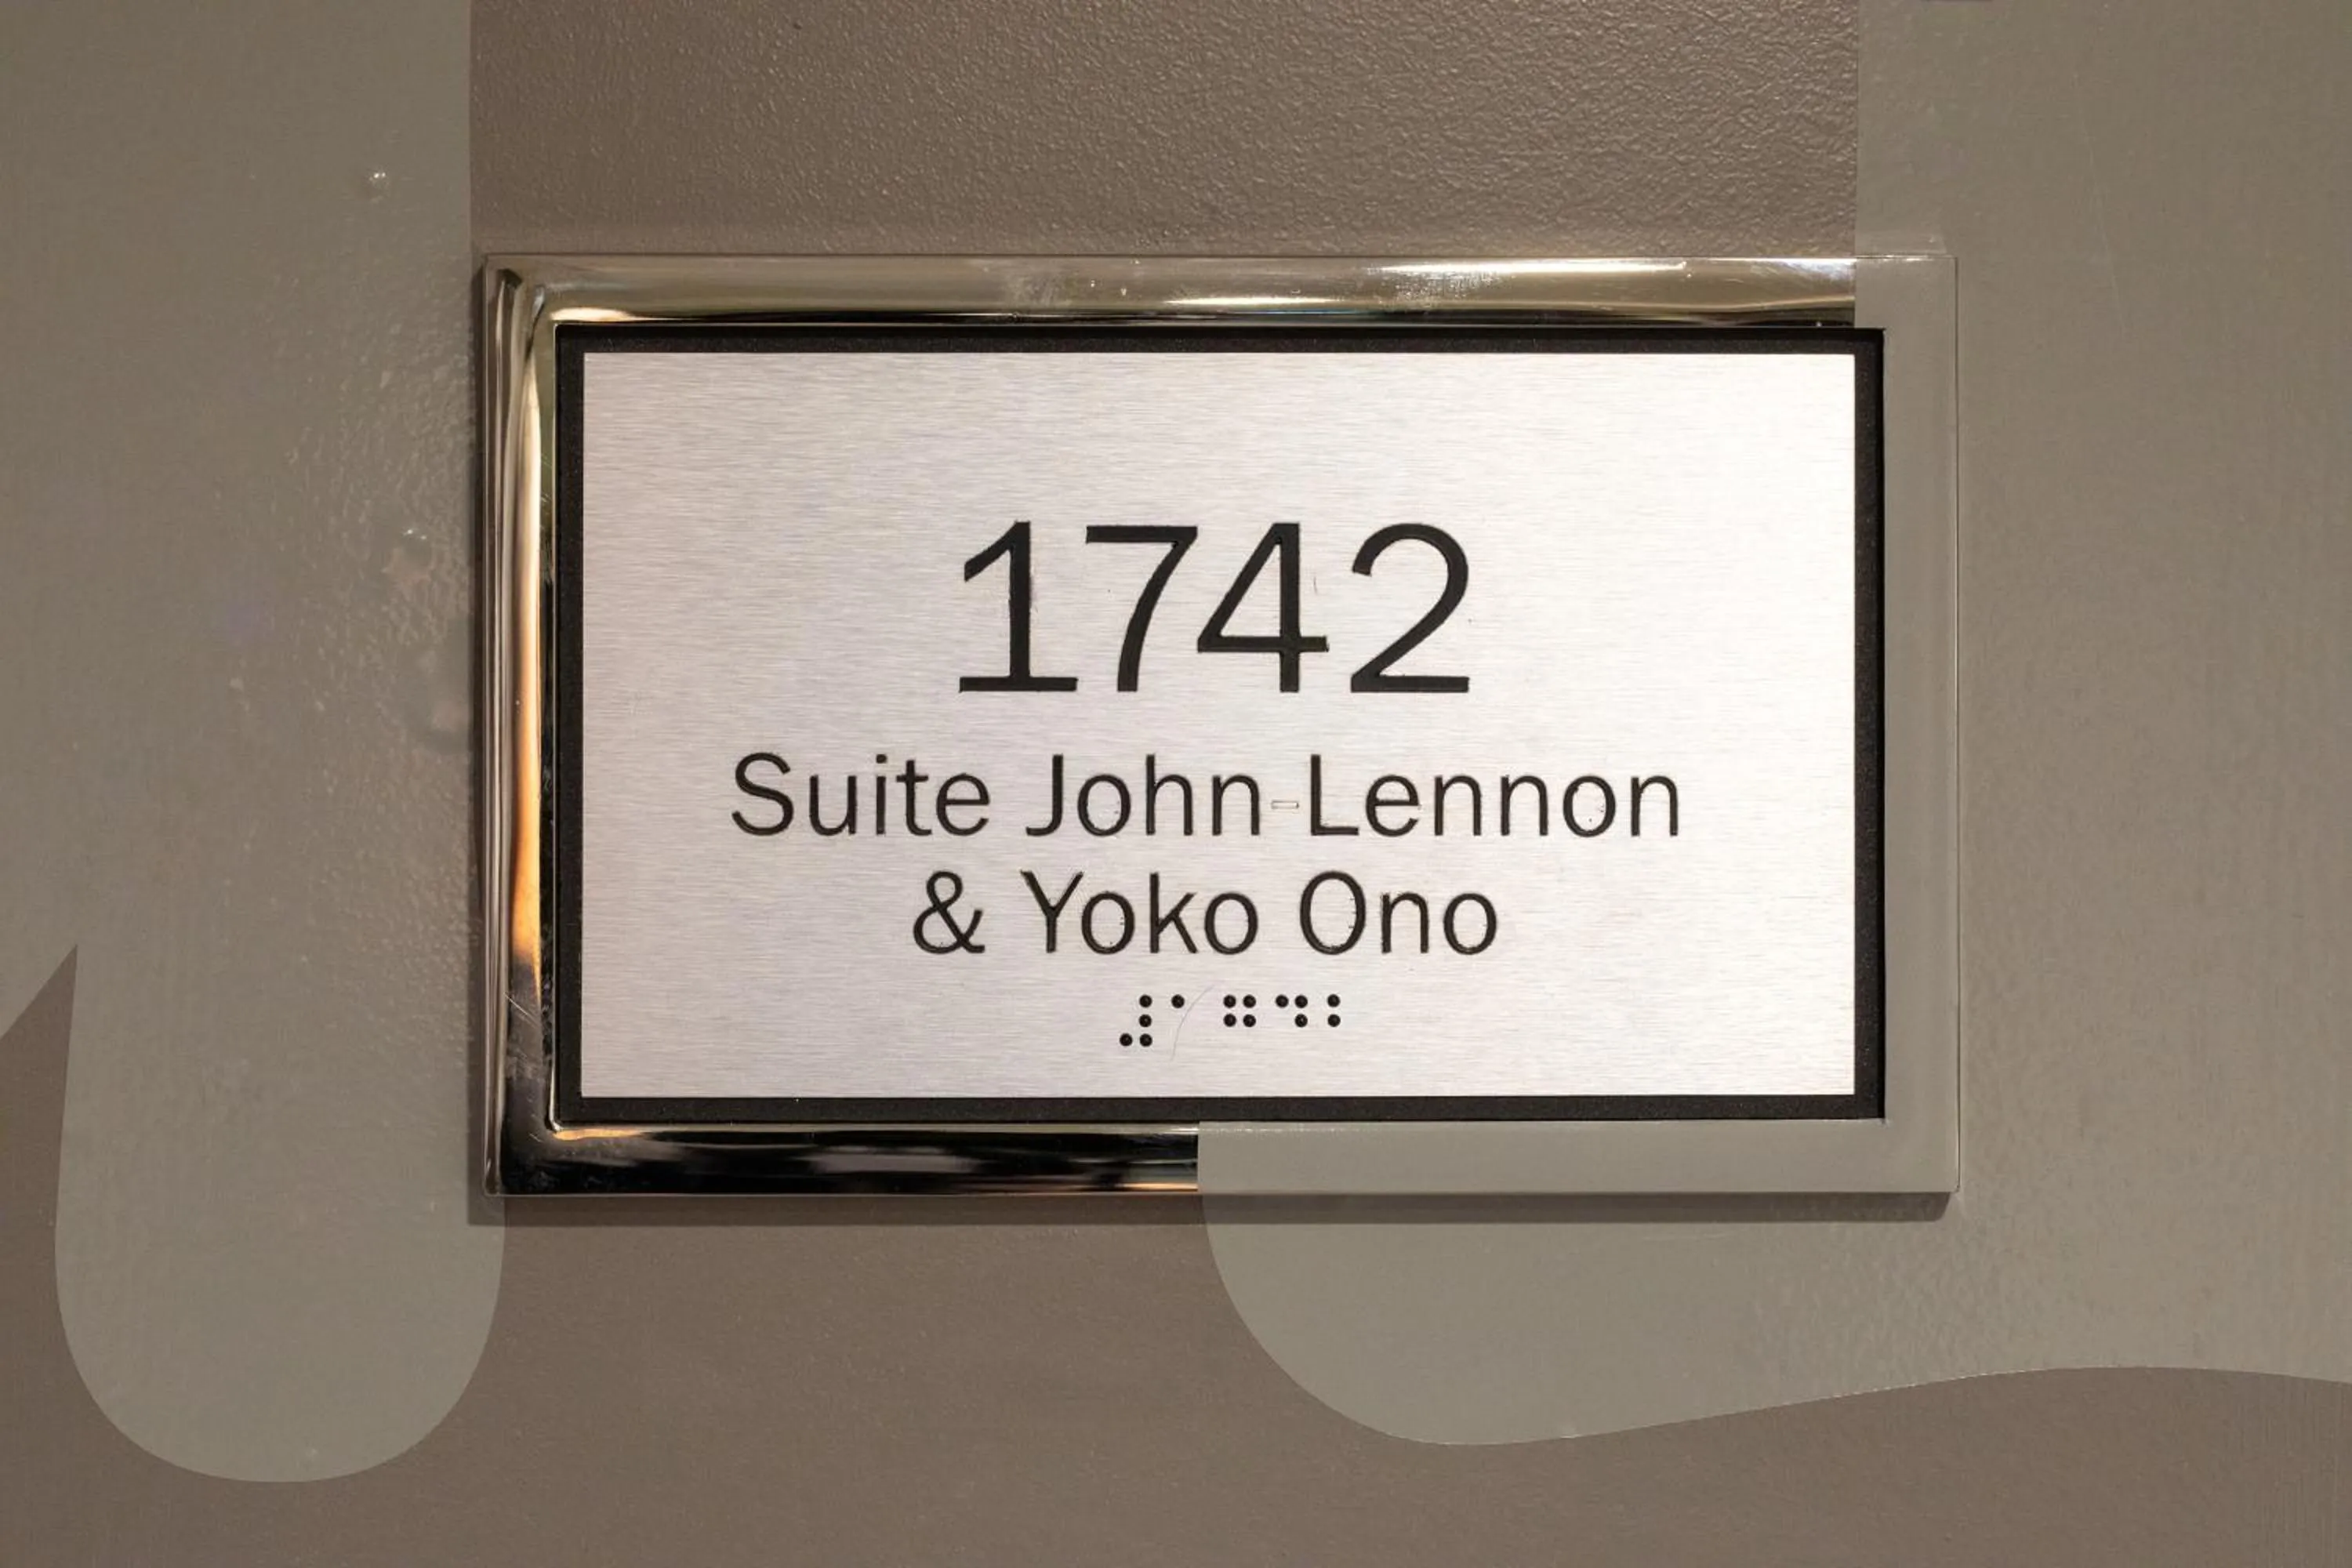 1742
Suite John-Lennon
& Yoko Ono
⠼⠁⠛⠙⠃